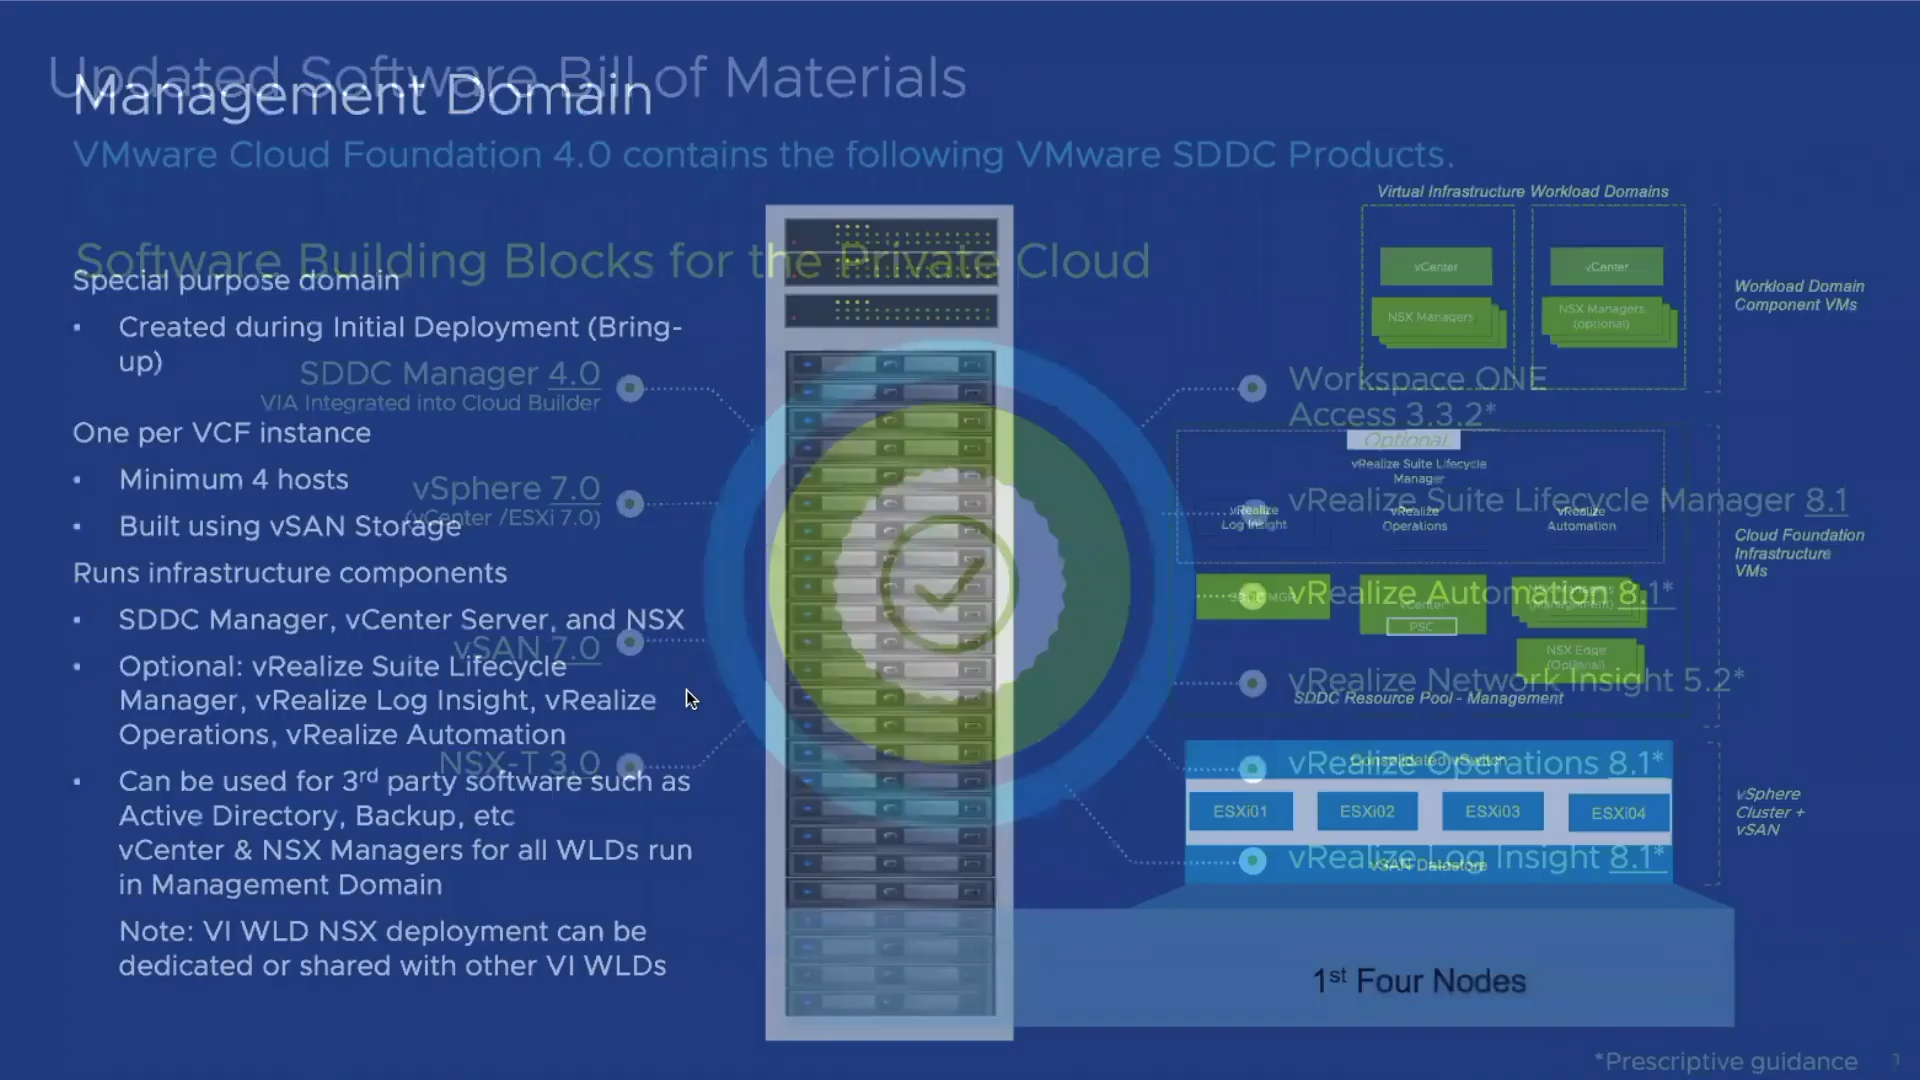 Updated Software Bill of Materials
Management Domain
VMware Cloud Foundation 4.0 contains the following VMware SDDC Products.
Software Building Blocks for the Private Cloud
Special purpose domain
▪ Created during Initial Deployment (Bring-
up)
One per VCF instance
▪ Minimum 4 hosts
▪ Built using vSAN Storage
Runs infrastructure components
▪ SDDC Manager, vCenter Server, and NSX
▪ Optional: vRealize Suite Lifecycle
Manager, vRealize Log Insight, vRealize
Operations, vRealize Automation
▪ Can be used for 3rd party software such as
Active Directory, Backup, etc
vCenter & NSX Managers for all WLDs run
in Management Domain
Note: VI WLD NSX deployment can be
dedicated or shared with other VI WLDs
SDDC Manager 4.0
VIA Integrated into Cloud Builder
vSphere 7.0
(vCenter /ESXi 7.0)
vSAN 7.0
NSX-T 3.0
Workspace ONE
Access 3.3.2*
vRealize Suite Lifecycle Manager 8.1
vRealize Automation 8.1*
vRealize Network Insight 5.2*
vRealize Operations 8.1*
vRealize Log Insight 8.1*
Virtual Infrastructure Workload Domains
vCenter
vCenter
NSX Managers
NSX Managers
(optional)
Workload Domain
Component VMs
Optional
vRealize Suite Lifecycle
Manager
vRealize
Log Insight
vRealize
Operations
vRealize
Automation
Cloud Foundation
Infrastructure
VMs
MGR
vCenter
PSC
NSX Edge
(Optional)
SDDC Resource Pool - Management
Consolidated vSwitch
ESXi01
ESXi02
ESXi03
ESXi04
vSAN Datastore
vSphere
Cluster +
vSAN
1st Four Nodes
*Prescriptive guidance